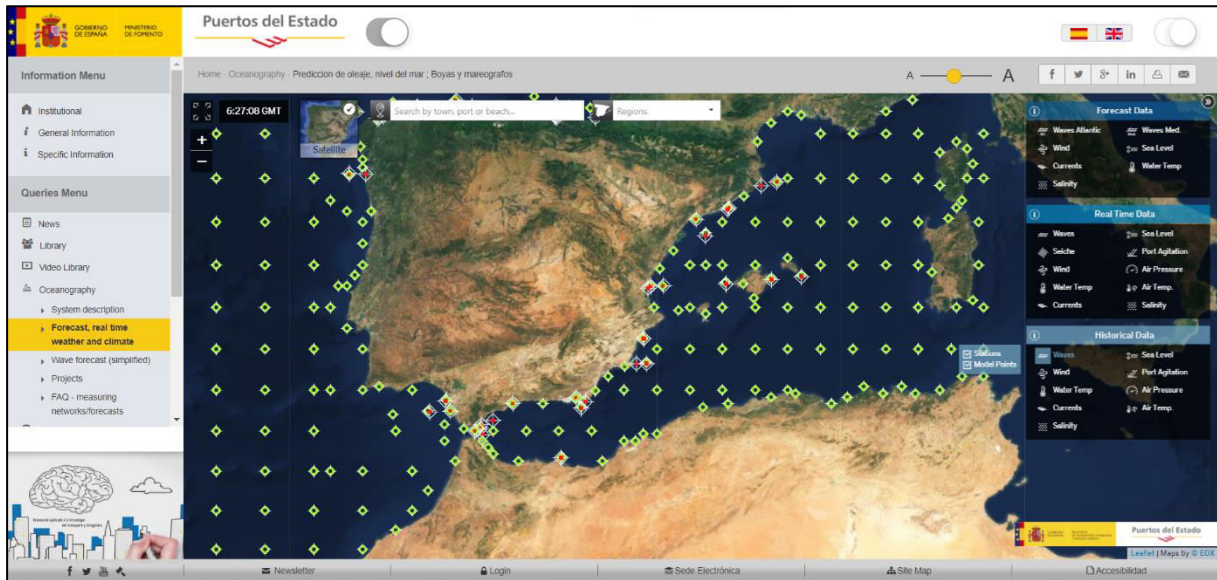 GOBIERNO
DE ESPAÑA
MINISTERIO
DE FOMENTO
Puertos del Estado
Information Menu
Institutional
General Information
Specific Information
Queries Menu
News
Library
Video Library
Oceanography
System description
Forecast, real time
weather and climate
Wave forecast (simplified)
Projects
FAQ - measuring
networks/forecasts
Home - Oceanography - Prediccion de oleaje, nivel del mar ; Boyas y mareografos
A A
6:27:08 GMT
+
−
Satellite
Search by town, port or beach...
Regions
Forecast Data
Waves Atlantic Waves Med.
Wind Sea Level
Currents Water Temp
Salinity
Real Time Data
Waves Sea Level
Seiche Port Agitation
Wind Air Pressure
Water Temp Air Temp.
Currents Salinity
Historical Data
Waves Sea Level
Wind Port Agitation
Water Temp Air Pressure
Currents Air Temp.
Salinity
Stations
Model Points
Puertos del Estado
Leaflet | Maps by © EOX
Newsletter
Login
Sede Electrónica
Site Map
Accesibilidad